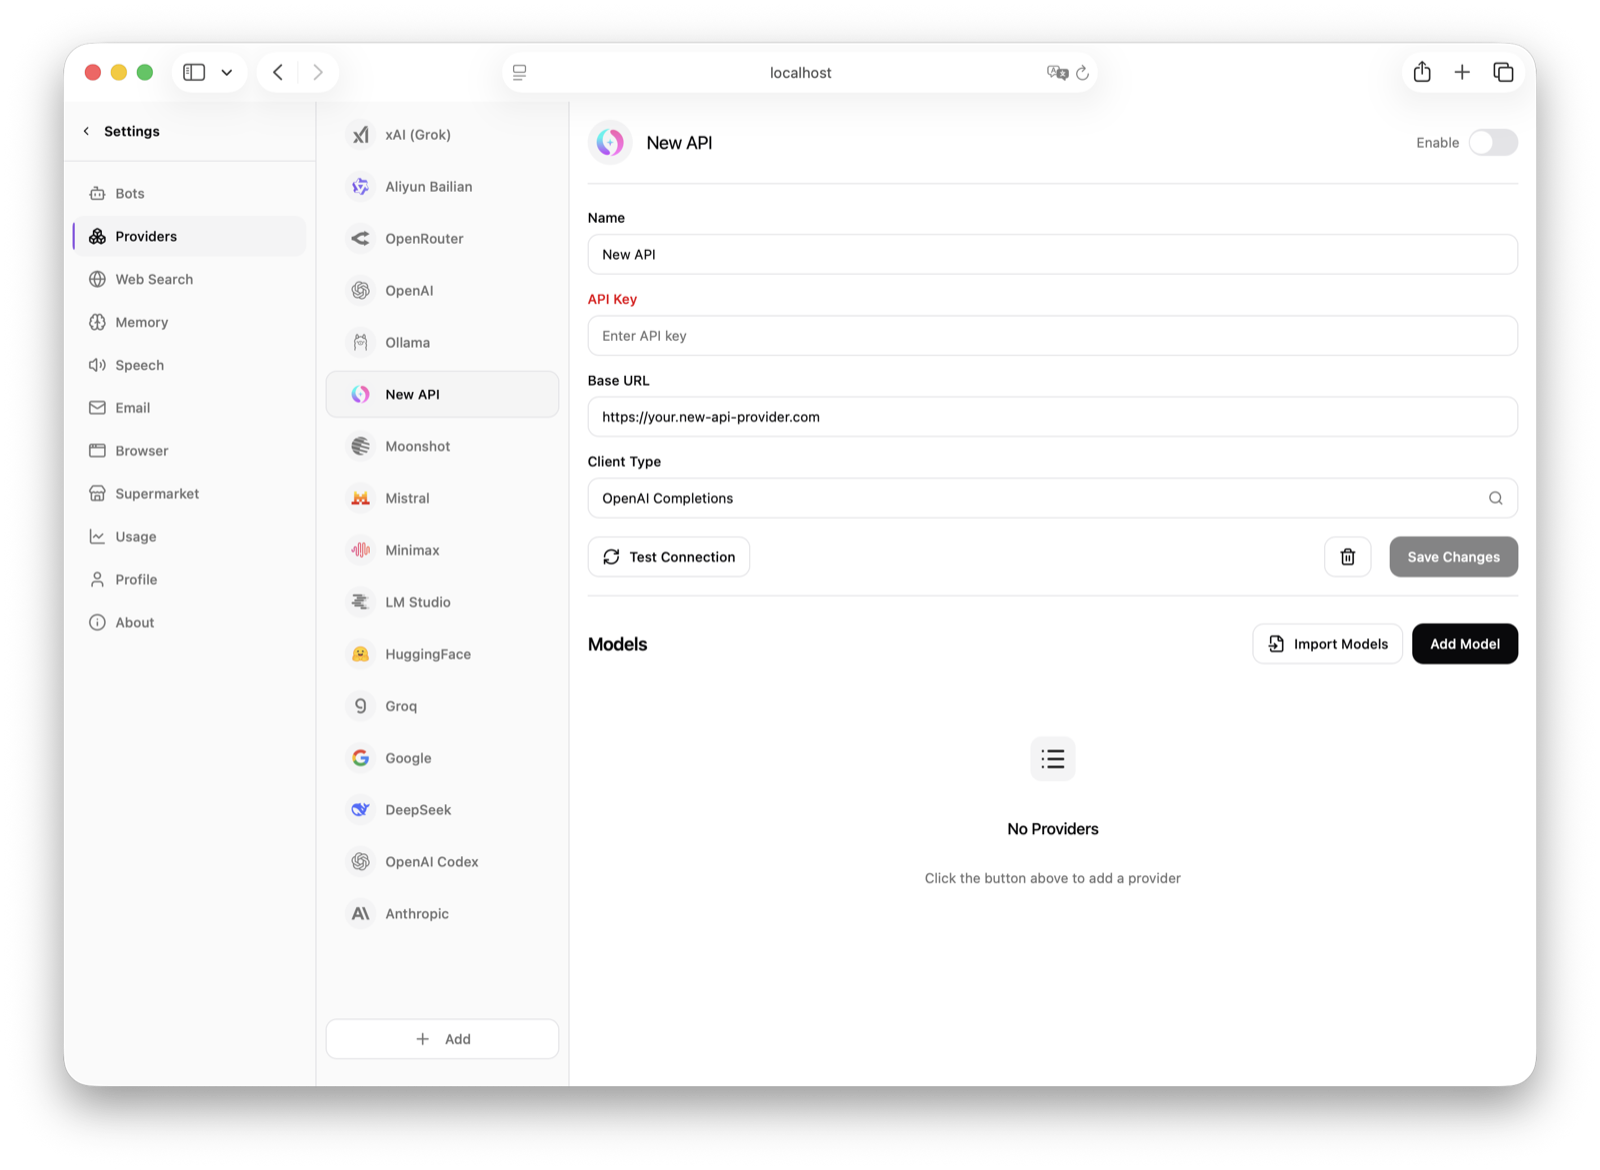 localhost
Settings
Bots
Providers
Web Search
Memory
Speech
Email
Browser
Supermarket
Usage
Profile
About
xAI (Grok)
Aliyun Bailian
OpenRouter
OpenAI
Ollama
New API
Moonshot
Mistral
Minimax
LM Studio
HuggingFace
Groq
Google
DeepSeek
OpenAI Codex
Anthropic
Add
New API
Enable
Name
New API
API Key
Enter API key
Base URL
https://your.new-api-provider.com
Client Type
OpenAI Completions
Test Connection
Save Changes
Models
Import Models
Add Model
No Providers
Click the button above to add a provider